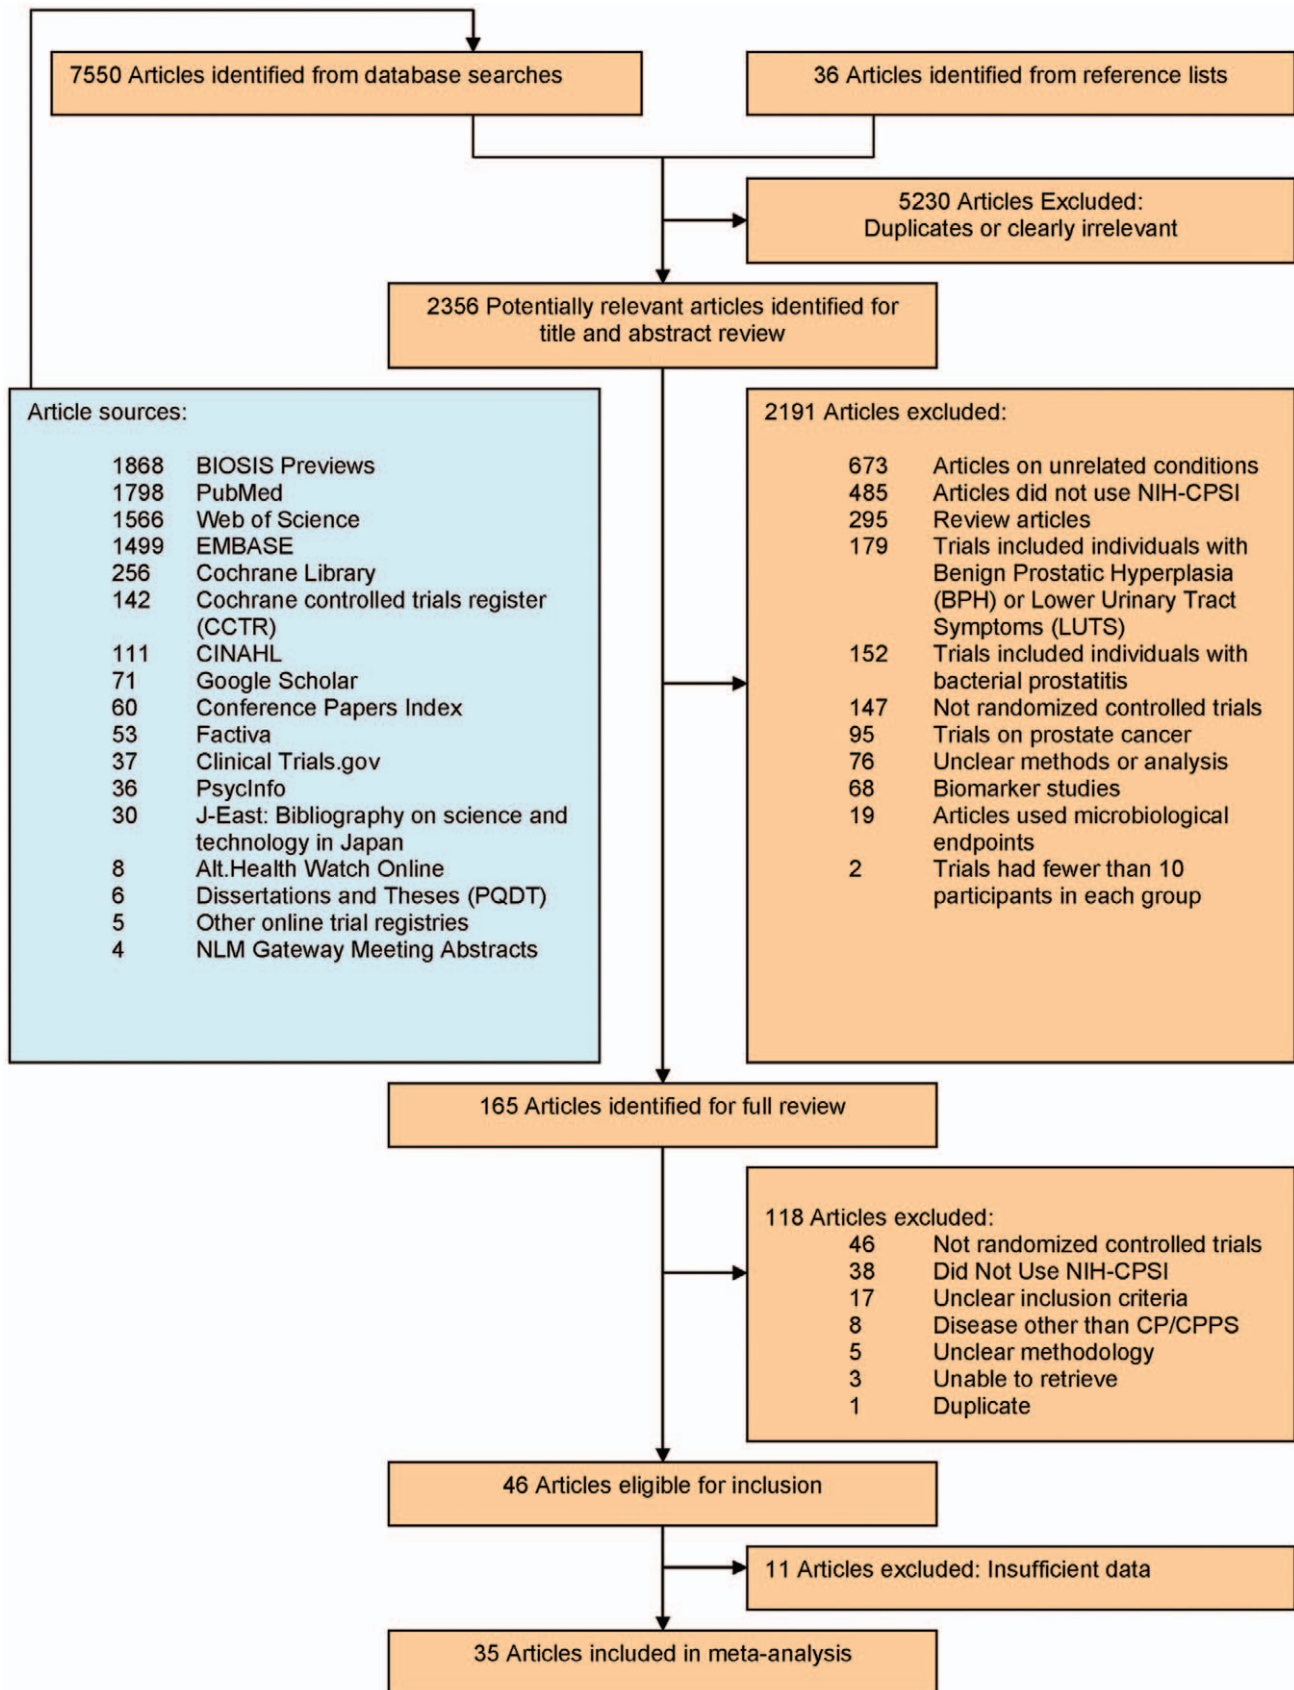 7550 Articles identified from database searches
36 Articles identified from reference lists
5230 Articles Excluded:
Duplicates or clearly irrelevant
2356 Potentially relevant articles identified for
title and abstract review
Article sources:
1868 BIOSIS Previews
1798 PubMed
1566 Web of Science
1499 EMBASE
256 Cochrane Library
142 Cochrane controlled trials register
(CCTR)
111 CINAHL
71 Google Scholar
60 Conference Papers Index
53 Factiva
37 Clinical Trials.gov
36 PsycInfo
30 J-East: Bibliography on science and
technology in Japan
8 Alt.Health Watch Online
6 Dissertations and Theses (PQDT)
5 Other online trial registries
4 NLM Gateway Meeting Abstracts
2191 Articles excluded:
673 Articles on unrelated conditions
485 Articles did not use NIH-CPSI
295 Review articles
179 Trials included individuals with
Benign Prostatic Hyperplasia
(BPH) or Lower Urinary Tract
Symptoms (LUTS)
152 Trials included individuals with
bacterial prostatitis
147 Not randomized controlled trials
95 Trials on prostate cancer
76 Unclear methods or analysis
68 Biomarker studies
19 Articles used microbiological
endpoints
2 Trials had fewer than 10
participants in each group
165 Articles identified for full review
118 Articles excluded:
46 Not randomized controlled trials
38 Did Not Use NIH-CPSI
17 Unclear inclusion criteria
8 Disease other than CP/CPPS
5 Unclear methodology
3 Unable to retrieve
1 Duplicate
46 Articles eligible for inclusion
11 Articles excluded: Insufficient data
35 Articles included in meta-analysis